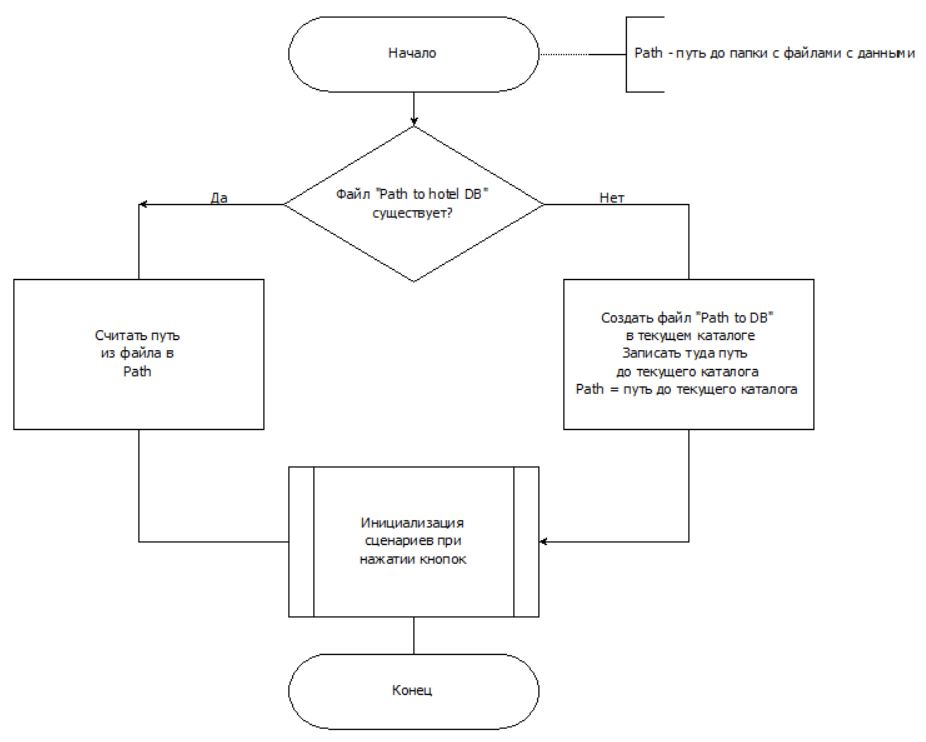 Начало
Path - путь до папки с файлами с данными
Файл "Path to hotel DB"
существует?
Да
Нет
Считать путь
из файла в
Path
Создать файл "Path to DB"
в текущем каталоге
Записать туда путь
до текущего каталога
Path = путь до текущего каталога
Инициализация
сценариев при
нажатии кнопок
Конец